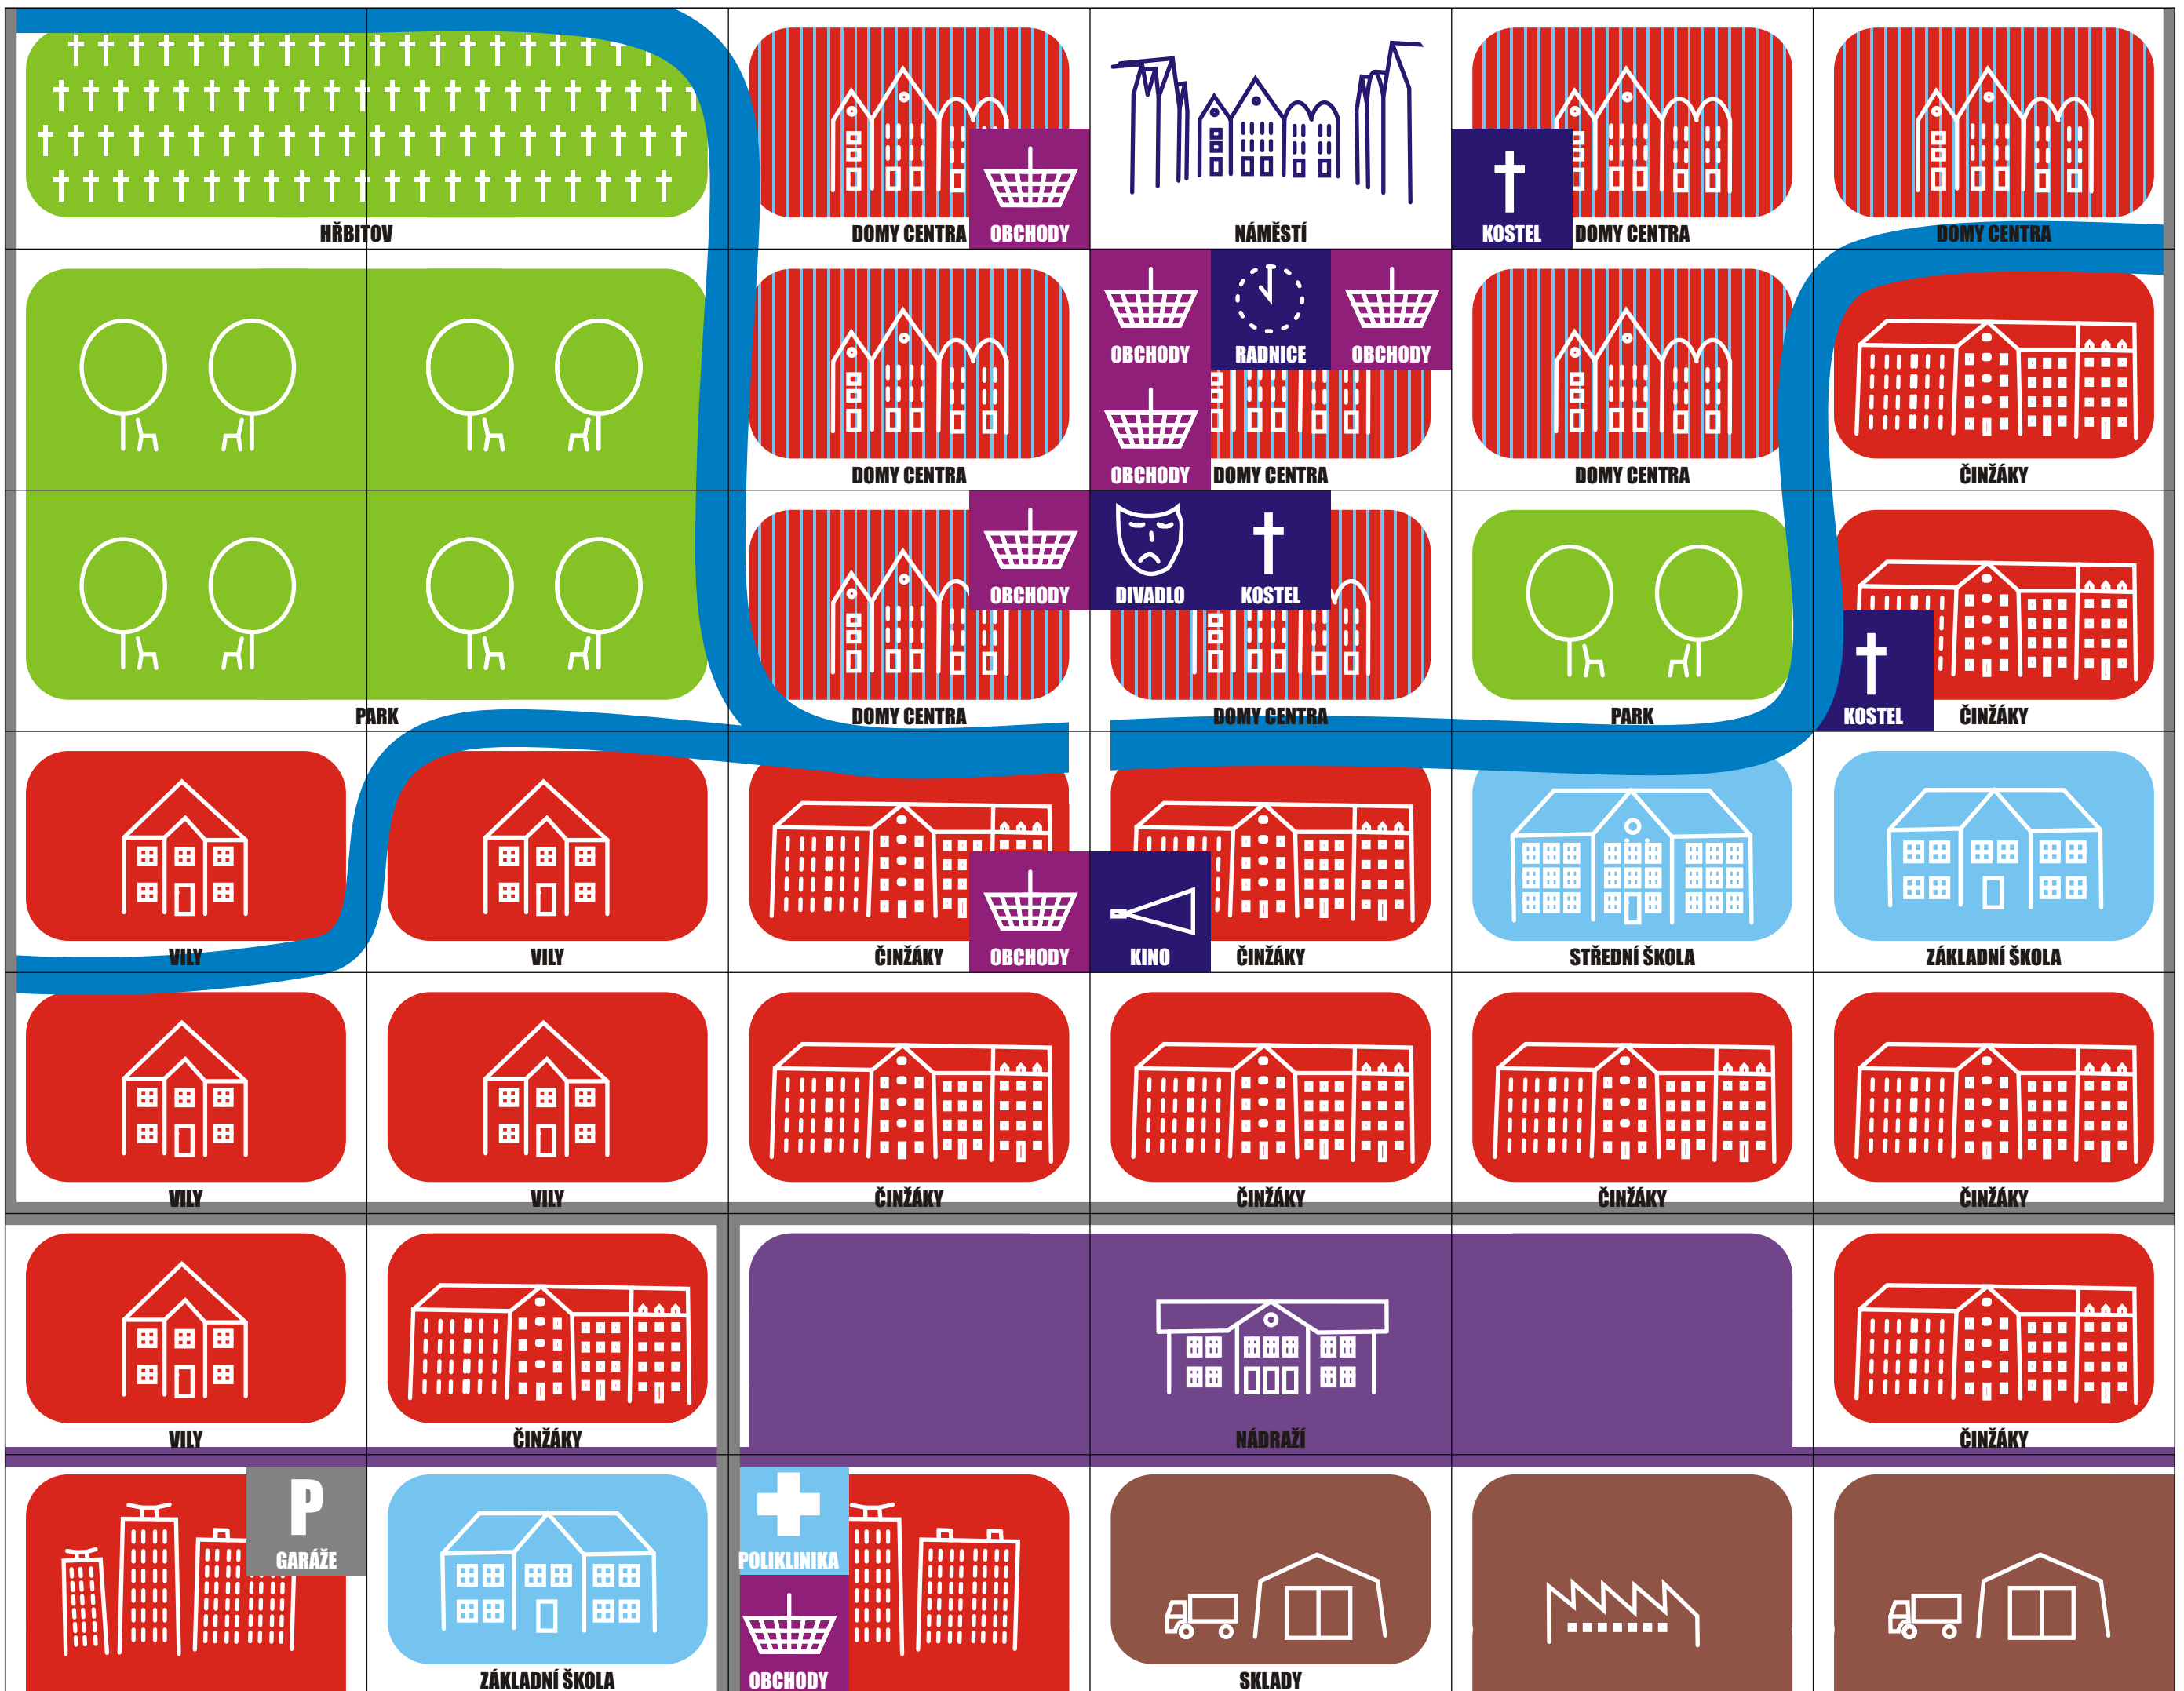 OBCHODY
KOSTEL
HŘBITOV
DOMY CENTRA
NÁMĚSTÍ
DOMY CENTRA
DOMY CENTRA
OBCHODY
RADNICE
OBCHODY
DOMY CENTRA
OBCHODY
DOMY CENTRA
DOMY CENTRA
ČINŽÁKY
OBCHODY
DIVADLO
KOSTEL
PARK
DOMY CENTRA
DOMY CENTRA
PARK
KOSTEL
ČINŽÁKY
VILY
VILY
ČINŽÁKY
OBCHODY
KINO
ČINŽÁKY
STŘEDNÍ ŠKOLA
ZÁKLADNÍ ŠKOLA
VILY
VILY
ČINŽÁKY
ČINŽÁKY
ČINŽÁKY
ČINŽÁKY
VILY
ČINŽÁKY
NÁDRAŽÍ
ČINŽÁKY
P
GARÁŽE
POLIKLINIKA
ZÁKLADNÍ ŠKOLA
OBCHODY
SKLADY